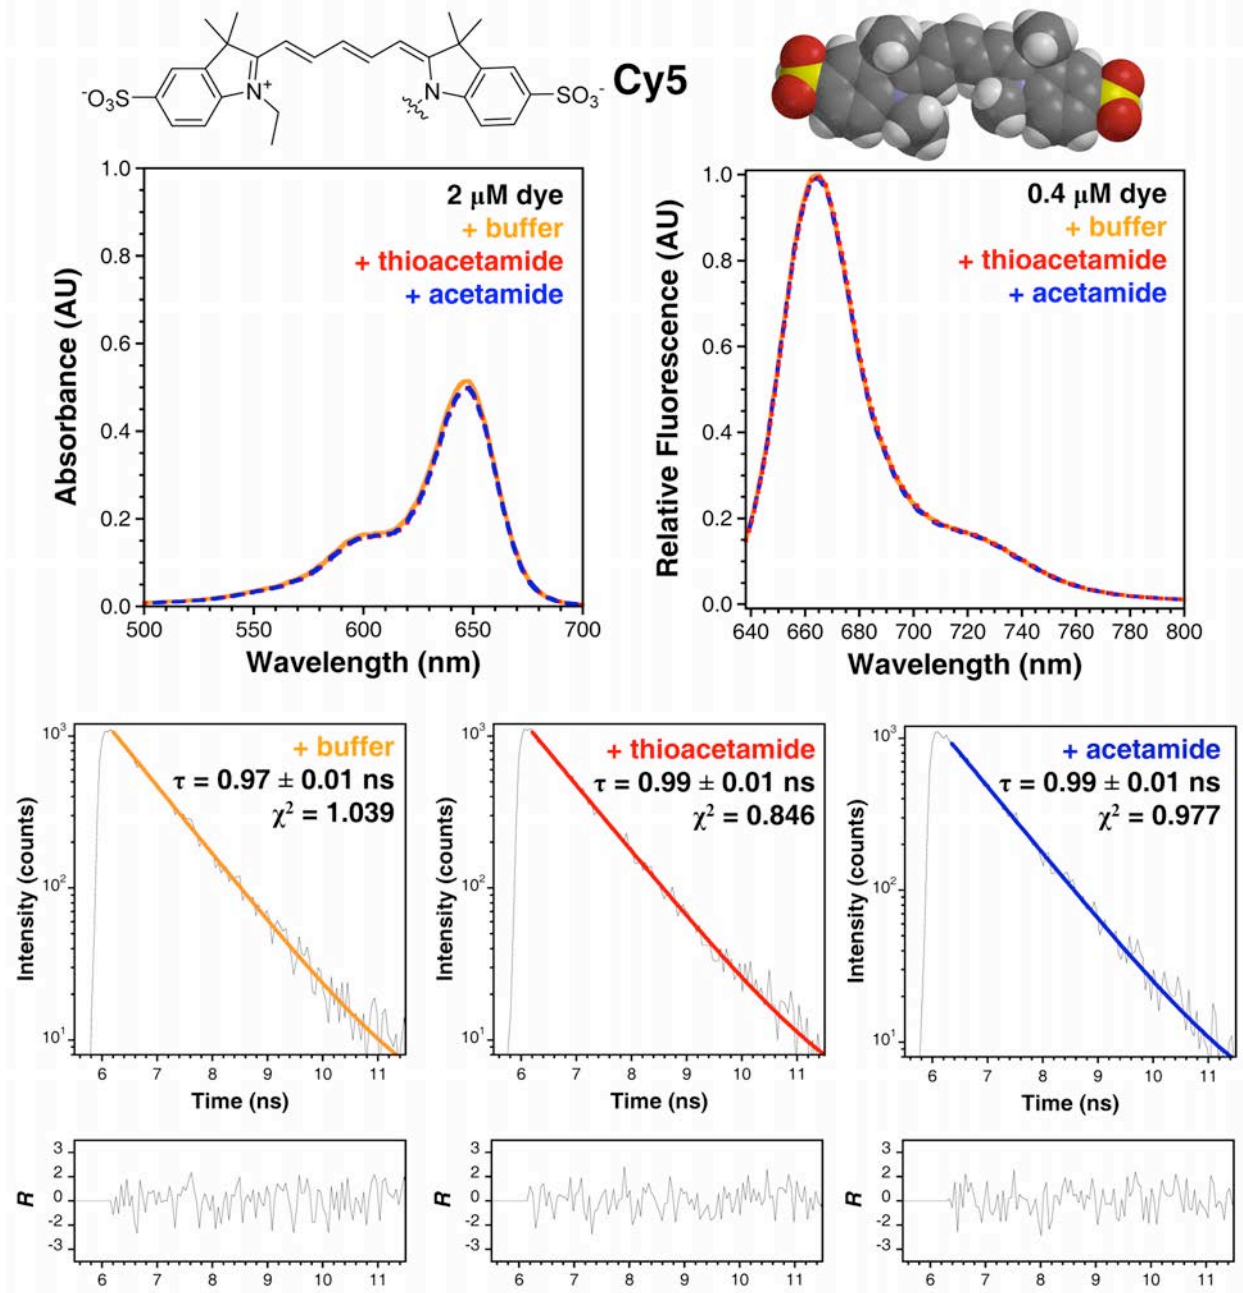 ⁻O₃S
N⁺
N
SO₃⁻
Cy5
1.0
0.8
0.6
0.4
0.2
0.0
Absorbance (AU)
2 μM dye
+ buffer
+ thioacetamide
+ acetamide
500 550 600 650 700
Wavelength (nm)
1.0
0.8
0.6
0.4
0.2
0.0
Relative Fluorescence (AU)
0.4 μM dye
+ buffer
+ thioacetamide
+ acetamide
640 660 680 700 720 740 760 780 800
Wavelength (nm)
10³
10²
10¹
Intensity (counts)
+ buffer
τ = 0.97 ± 0.01 ns
χ² = 1.039
6 7 8 9 10 11
Time (ns)
10³
10²
10¹
Intensity (counts)
+ thioacetamide
τ = 0.99 ± 0.01 ns
χ² = 0.846
6 7 8 9 10 11
Time (ns)
10³
10²
10¹
Intensity (counts)
+ acetamide
τ = 0.99 ± 0.01 ns
χ² = 0.977
6 7 8 9 10 11
Time (ns)
3
2
0
-2
-3
R
6 7 8 9 10 11
3
2
0
-2
-3
R
6 7 8 9 10 11
3
2
0
-2
-3
R
6 7 8 9 10 11